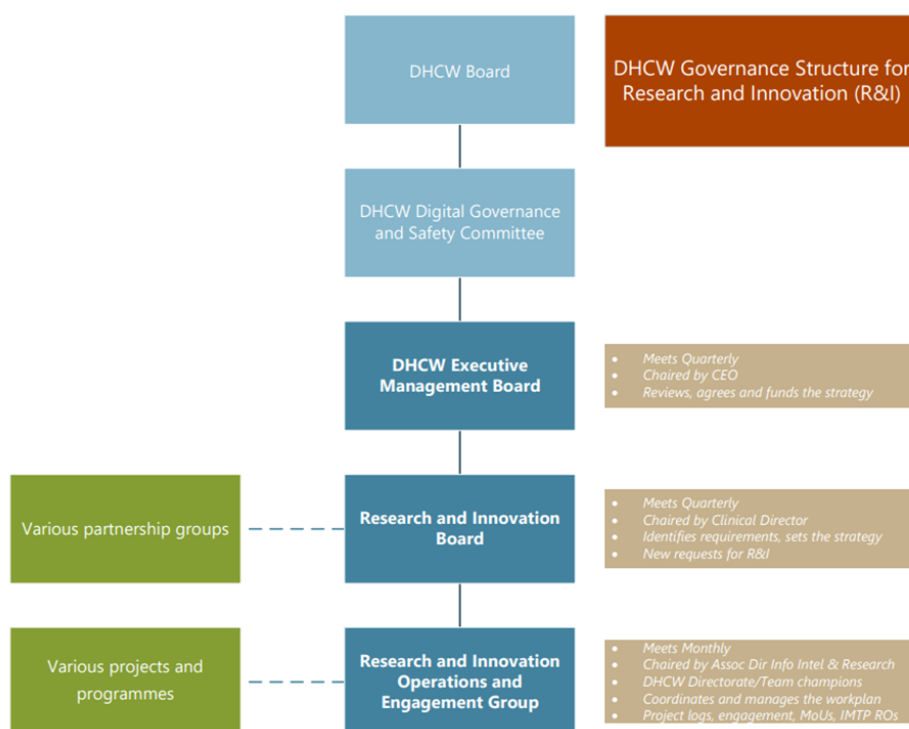 DHCW Board
DHCW Governance Structure for
Research and Innovation (R&I)
DHCW Digital Governance
and Safety Committee
DHCW Executive
Management Board
• Meets Quarterly
• Chaired by CEO
• Reviews, agrees and funds the strategy
Various partnership groups
Research and Innovation
Board
• Meets Quarterly
• Chaired by Clinical Director
• Identifies requirements, sets the strategy
• New requests for R&I
Various projects and
programmes
Research and Innovation
Operations and
Engagement Group
• Meets Monthly
• Chaired by Assoc Dir Info Intel & Research
• DHCW Directorate/Team champions
• Coordinates and manages the workplan
• Project logs, engagement, MoUs, IMTP ROs